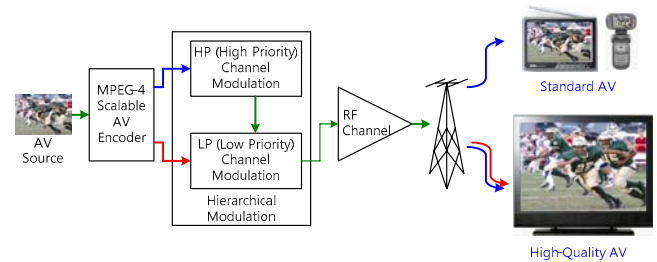 AV
Source
MPEG-4
Scalable
AV
Encoder
HP (High Priority)
Channel
Modulation
LP (Low Priority)
Channel
Modulation
Hierarchical
Modulation
RF
Channel
Standard AV
High-Quality AV